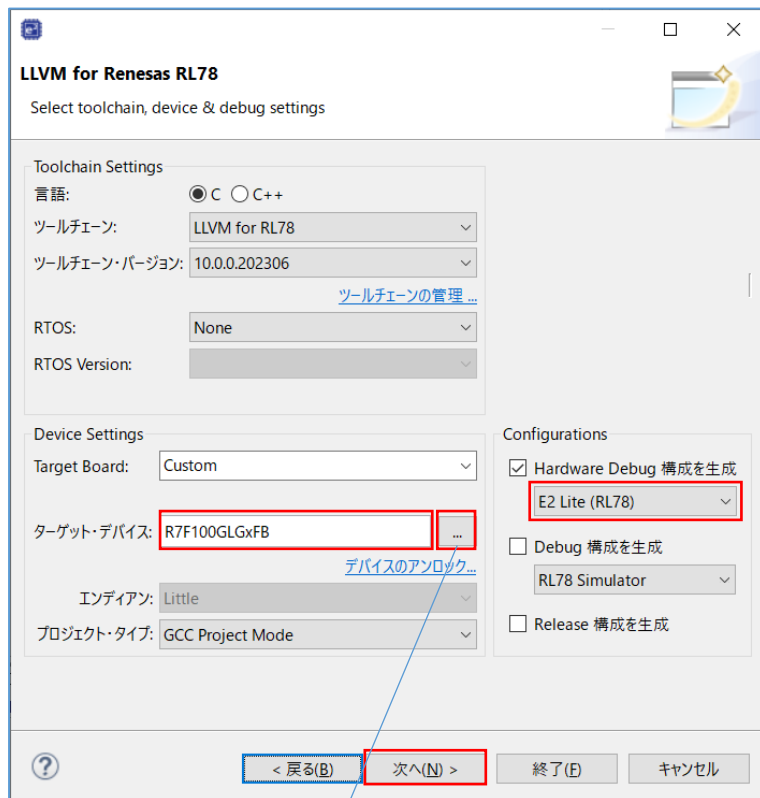 LLVM for Renesas RL78
Select toolchain, device & debug settings
Toolchain Settings
言語: C C++
ツールチェーン: LLVM for RL78
ツールチェーン・バージョン: 10.0.0.202306
ツールチェーンの管理 ...
RTOS: None
RTOS Version:
Device Settings
Target Board: Custom
ターゲット・デバイス: R7F100GLGxFB ...
デバイスのアンロック...
エンディアン: Little
プロジェクト・タイプ: GCC Project Mode
Configurations
Hardware Debug 構成を生成
E2 Lite (RL78)
Debug 構成を生成
RL78 Simulator
Release 構成を生成
< 戻る(B) 次へ(N) > 終了(F) キャンセル